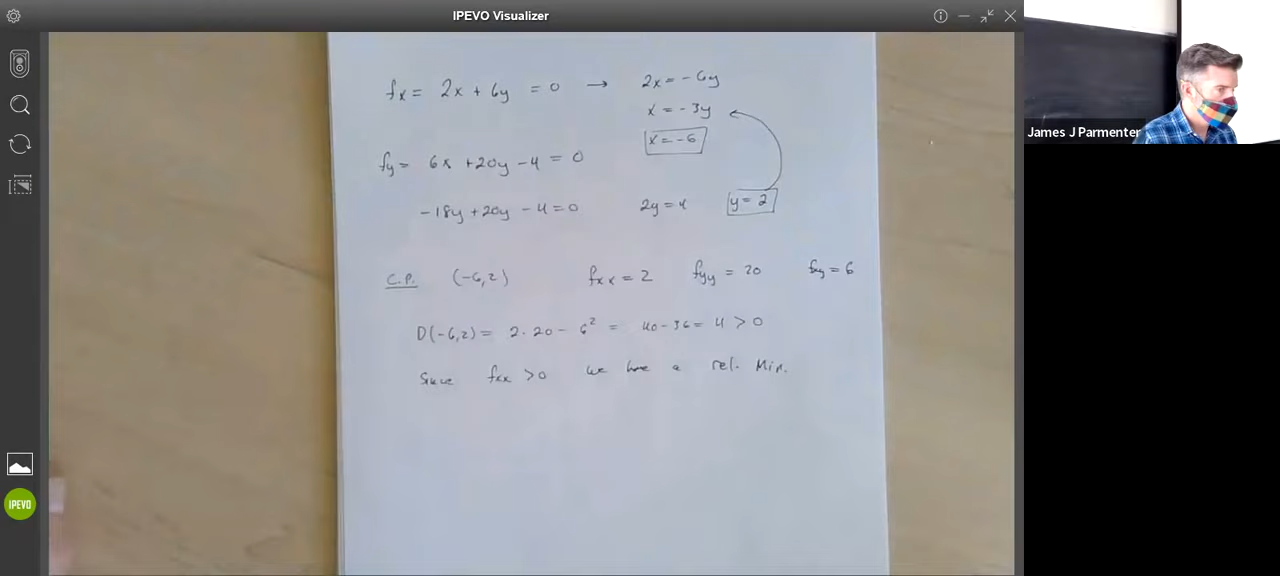 IPEVO Visualizer
fx = 2x + 6y = 0 → 2x = -6y
x = -3y
x = -6
fy = 6x + 20y - 4 = 0
-18y + 20y - 4 = 0 2y = 4 y = 2
C.P. (-6, 2) fxx = 2 fyy = 20 fxy = 6
D(-6, 2) = 2 · 20 - 6² = 40 - 36 = 4 > 0
Since fxx > 0 we have a rel. Min.
James J Parmenter
IPEVO